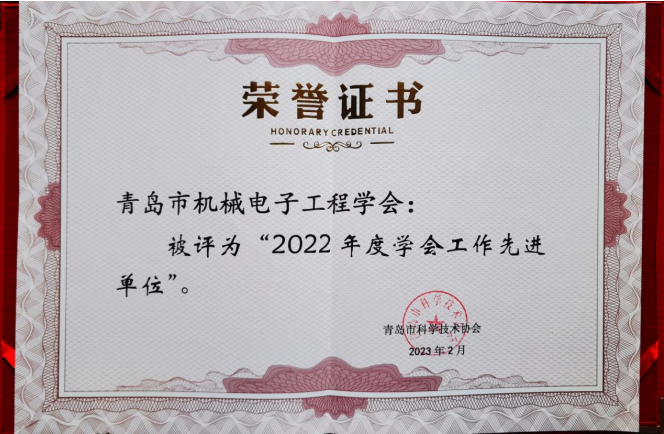 荣誉证书
HONORARY CREDENTIAL
青岛市机械电子工程学会：
被评为“2022年度学会工作先进
单位”。
青岛市科学技术协会
2023年2月